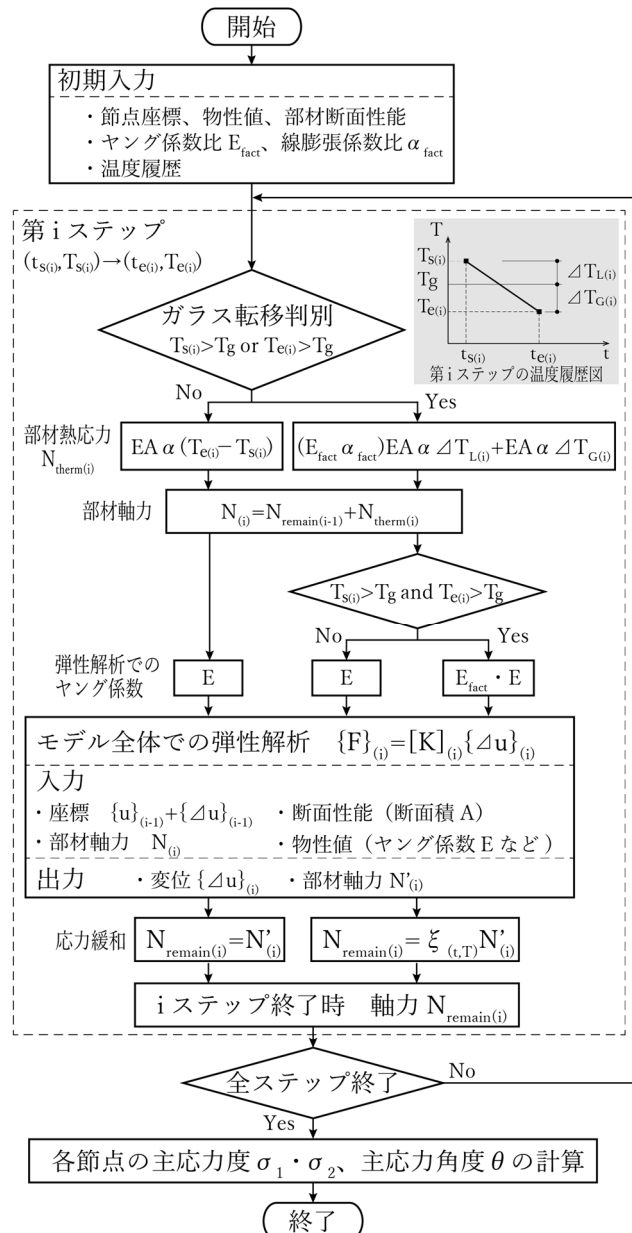 開始
初期入力
・節点座標、物性値、部材断面性能
・ヤング係数比 E_fact、線膨張係数比 α_fact
・温度履歴
第 i ステップ
(t_s(i),T_s(i))→(t_e(i),T_e(i))
T
T_s(i)
Tg
T_e(i)
⊿T_L(i)
⊿T_G(i)
t_s(i)
t_e(i)
t
第 i ステップの温度履歴図
ガラス転移判別
T_s(i)>Tg or T_e(i)>Tg
No
Yes
部材熱応力
N_therm(i)
EA α (T_e(i)−T_s(i))
(E_fact α_fact)EA α ⊿T_L(i)+EA α ⊿T_G(i)
部材軸力
N_(i)=N_remain(i-1)+N_therm(i)
T_s(i)>Tg and T_e(i)>Tg
No
Yes
弾性解析での
ヤング係数
E
E
E_fact・E
モデル全体での弾性解析 {F}_(i)=[K]_(i){⊿u}_(i)
入力
・座標 {u}_(i-1)+{⊿u}_(i-1) ・断面性能（断面積 A）
・部材軸力 N_(i) ・物性値（ヤング係数 E など）
出力 ・変位 {⊿u}_(i) ・部材軸力 N'_(i)
応力緩和
N_remain(i)=N'_(i)
N_remain(i)= ξ_(t,T)N'_(i)
i ステップ終了時 軸力 N_remain(i)
全ステップ終了
No
Yes
各節点の主応力度 σ_1・σ_2、主応力角度 θ の計算
終了